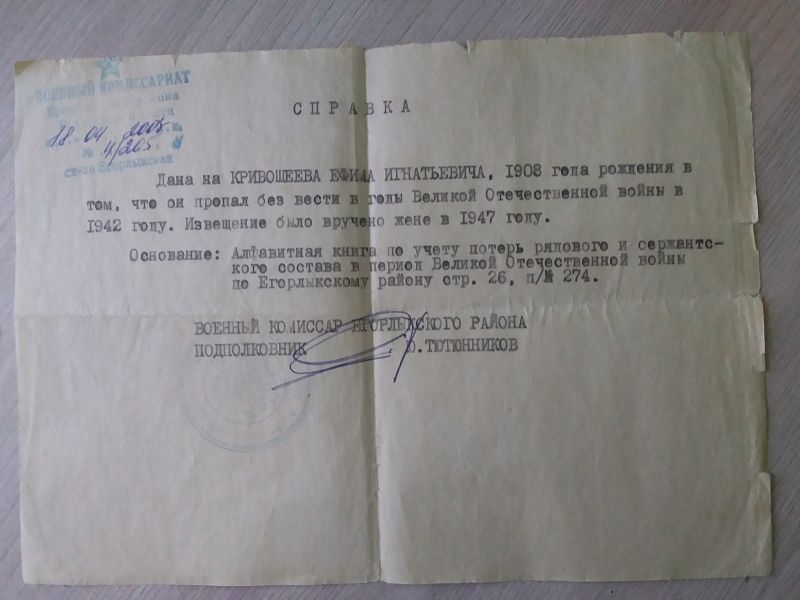 ВОЕННЫЙ КОМИССАРИАТ
18. 04 2005
№ 4/265
ст-ца Егорлыкская
СПРАВКА
Дана на КРИВОШЕЕВА ЕФИМА ИГНАТЬЕВИЧА, 1908 года рождения в
том, что он пропал без вести в годы Великой Отечественной войны в
1942 году. Извещение было вручено жене в 1947 году.
Основание: Алфавитная книга по учету потерь рядового и сержантс-
кого состава в период Великой Отечественной войны
по Егорлыкскому району стр. 26, п/№ 274.
ВОЕННЫЙ КОМИССАР ЕГОРЛЫКСКОГО РАЙОНА
ПОДПОЛКОВНИК Ю.ТЮТЮННИКОВ